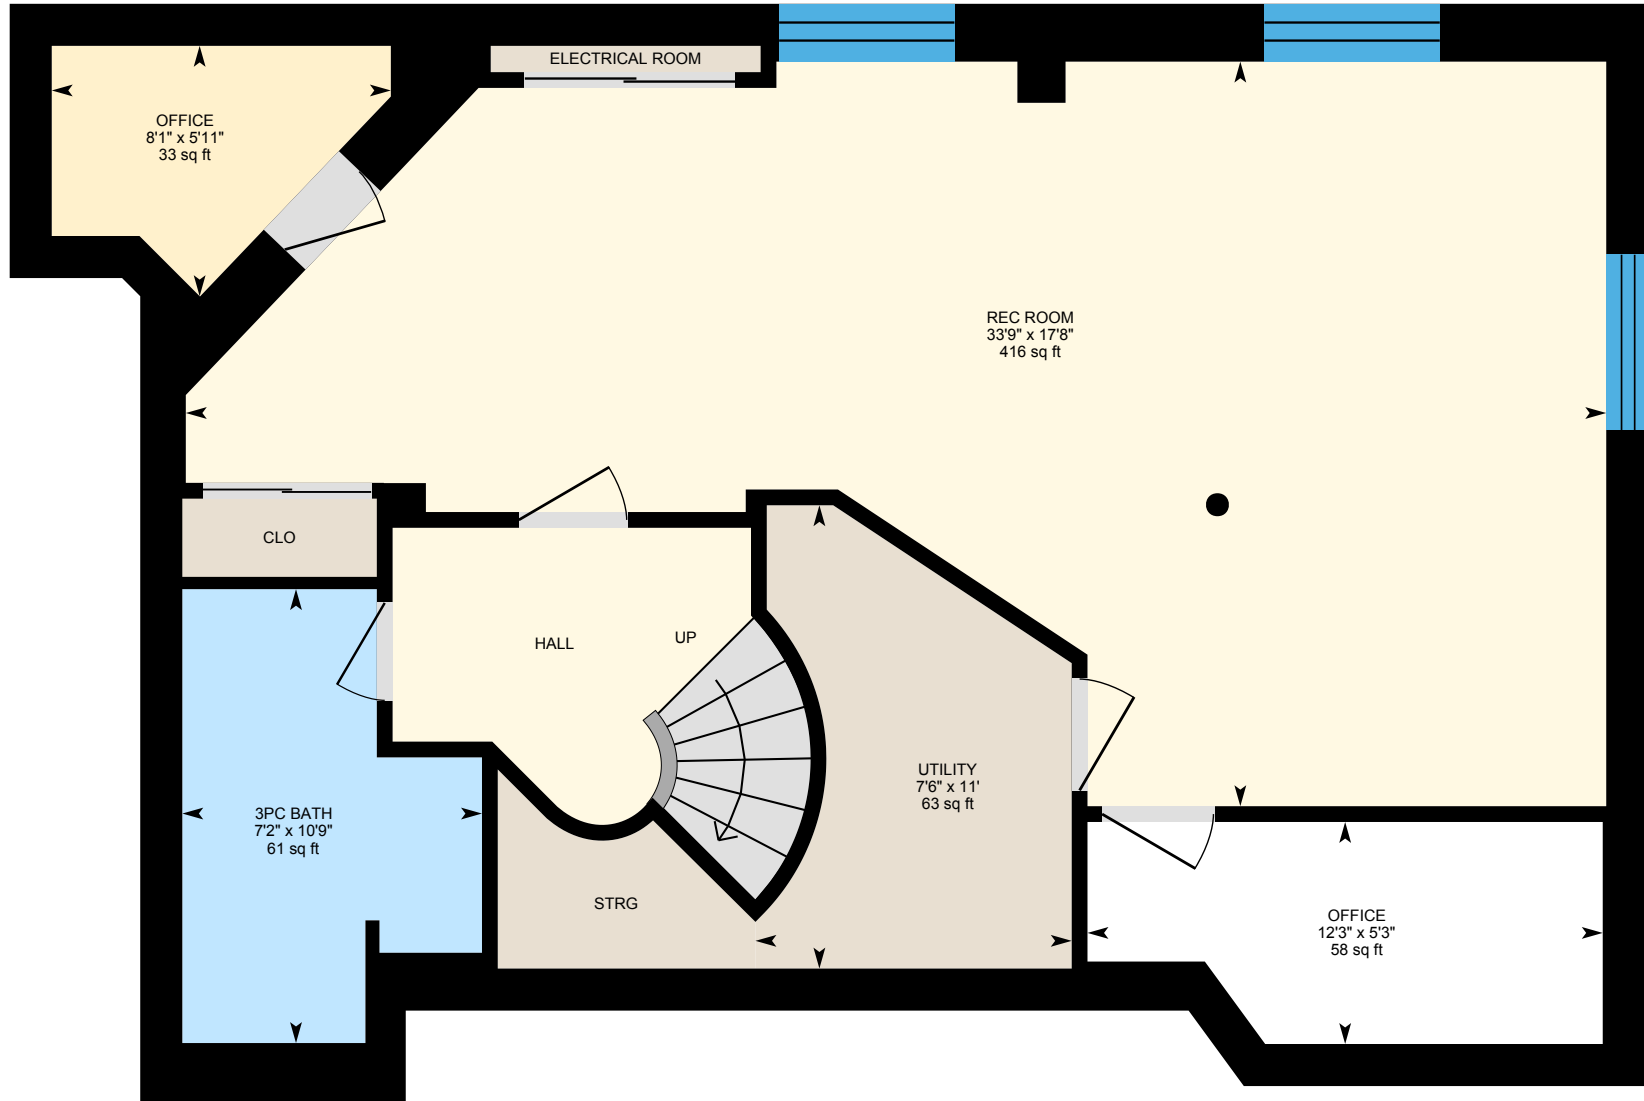 ELECTRICAL ROOM
OFFICE
8'1" x 5'11"
33 sq ft
REC ROOM
33'9" x 17'8"
416 sq ft
CLO
HALL
UP
UTILITY
7'6" x 11'
63 sq ft
3PC BATH
7'2" x 10'9"
61 sq ft
STRG
OFFICE
12'3" x 5'3"
58 sq ft